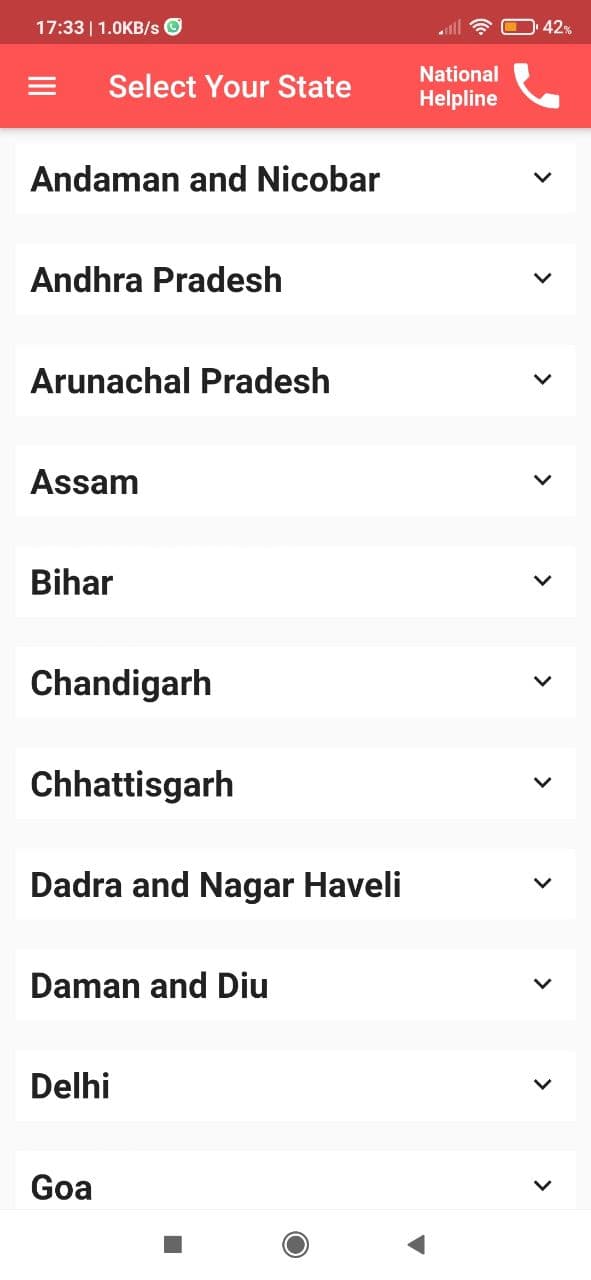 17:33 | 1.0KB/s 42%
Select Your State
National
Helpline
Andaman and Nicobar
Andhra Pradesh
Arunachal Pradesh
Assam
Bihar
Chandigarh
Chhattisgarh
Dadra and Nagar Haveli
Daman and Diu
Delhi
Goa